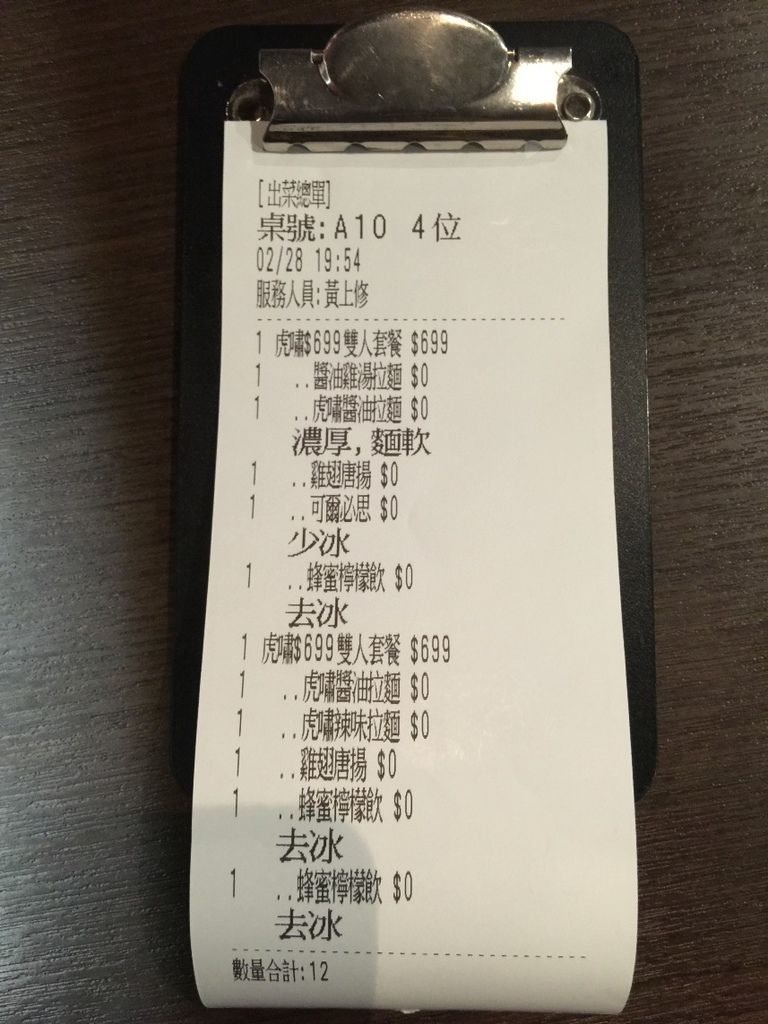 [出菜總單]
桌號:A10 4位
02/28 19:54
服務人員:黃上修
1 虎嘯$699雙人套餐 $699
1 ..醬油雞湯拉麵 $0
1 ..虎嘯醬油拉麵 $0
濃厚,麵軟
1 ..雞翅唐揚 $0
1 ..可爾必思 $0
少冰
1 ..蜂蜜檸檬飲 $0
去冰
1 虎嘯$699雙人套餐 $699
1 ..虎嘯醬油拉麵 $0
1 ..虎嘯辣味拉麵 $0
1 ..雞翅唐揚 $0
1 ..蜂蜜檸檬飲 $0
去冰
1 ..蜂蜜檸檬飲 $0
去冰
數量合計:12